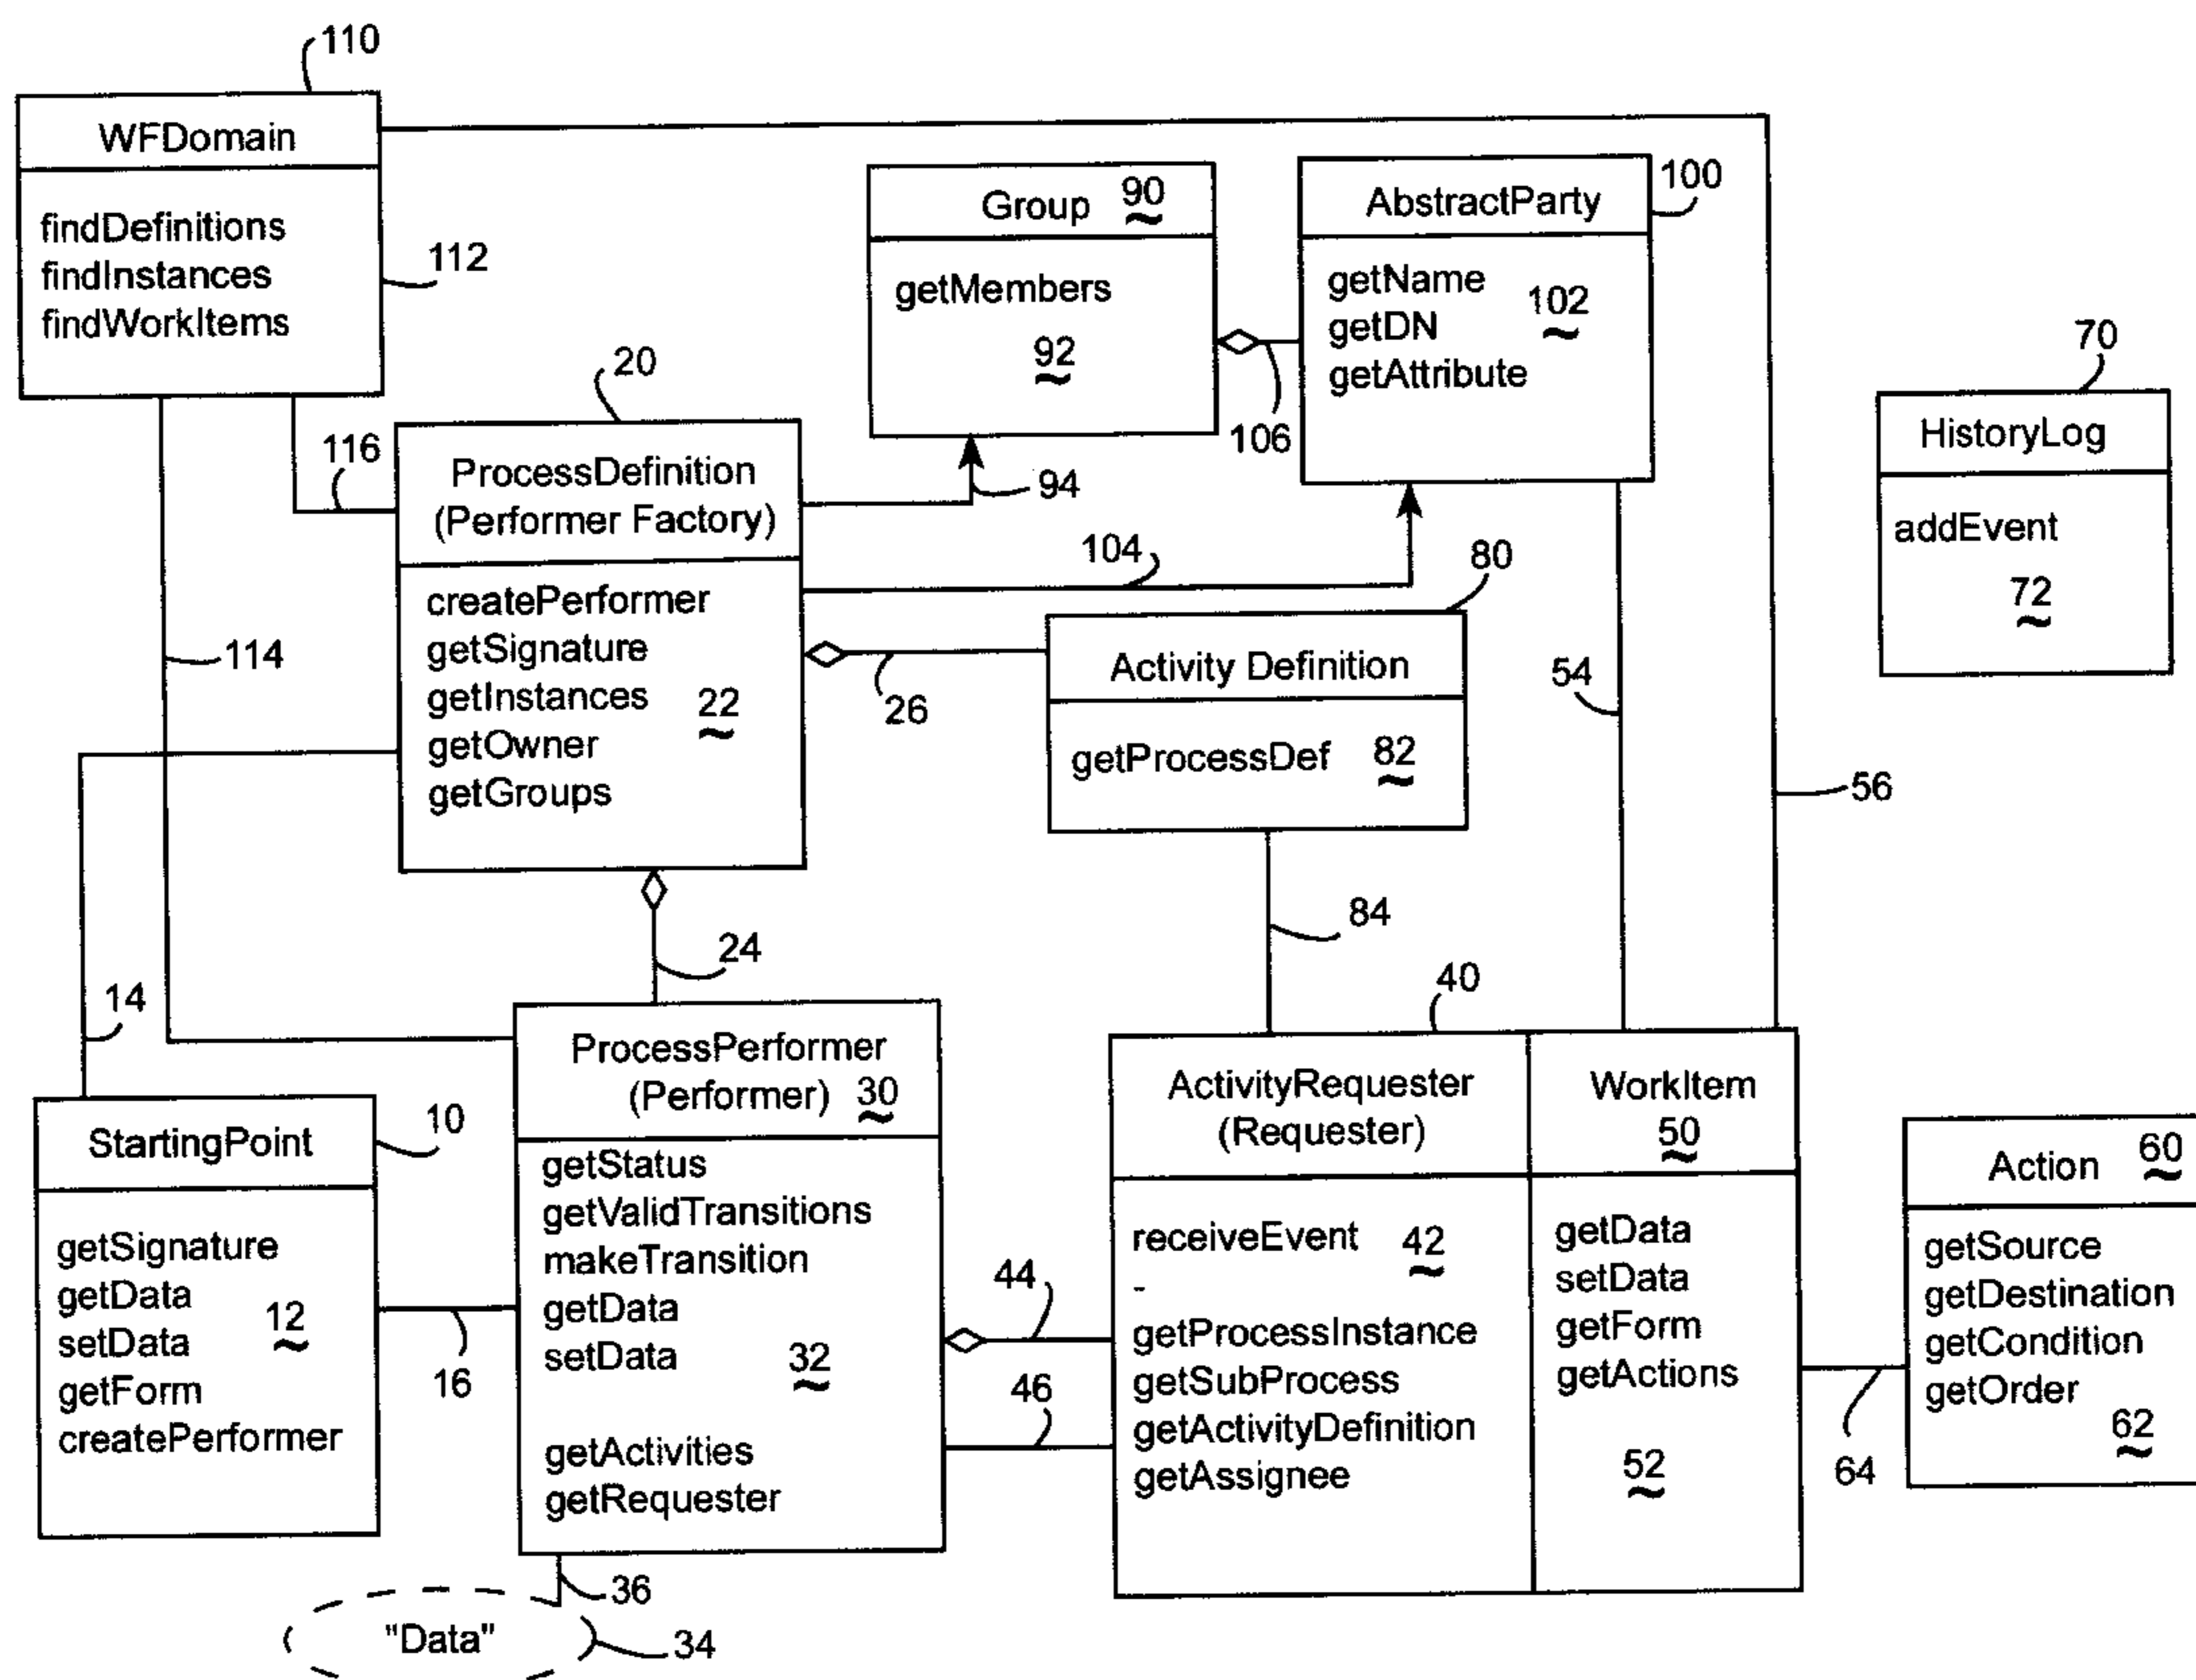 110
WFDomain
findDefinitions
findInstances
findWorkItems
112
Group 90
getMembers
92
AbstractParty
100
getName
getDN
getAttribute
102
106
70
HistoryLog
addEvent
72
20
116
ProcessDefinition
(Performer Factory)
94
104
createPerformer
getSignature
getInstances
getOwner
getGroups
22
114
26
80
Activity Definition
getProcessDef 82
54
56
84
24
14
40
ProcessPerformer
(Performer) 30
getStatus
getValidTransitions
makeTransition
getData
setData
32
getActivities
getRequester
StartingPoint
10
getSignature
getData
setData
getForm
createPerformer
12
16
44
46
ActivityRequester
(Requester)
receiveEvent 42
-
getProcessInstance
getSubProcess
getActivityDefinition
getAssignee
WorkItem
50
getData
setData
getForm
getActions
52
Action 60
getSource
getDestination
getCondition
getOrder
62
64
36
"Data"
34